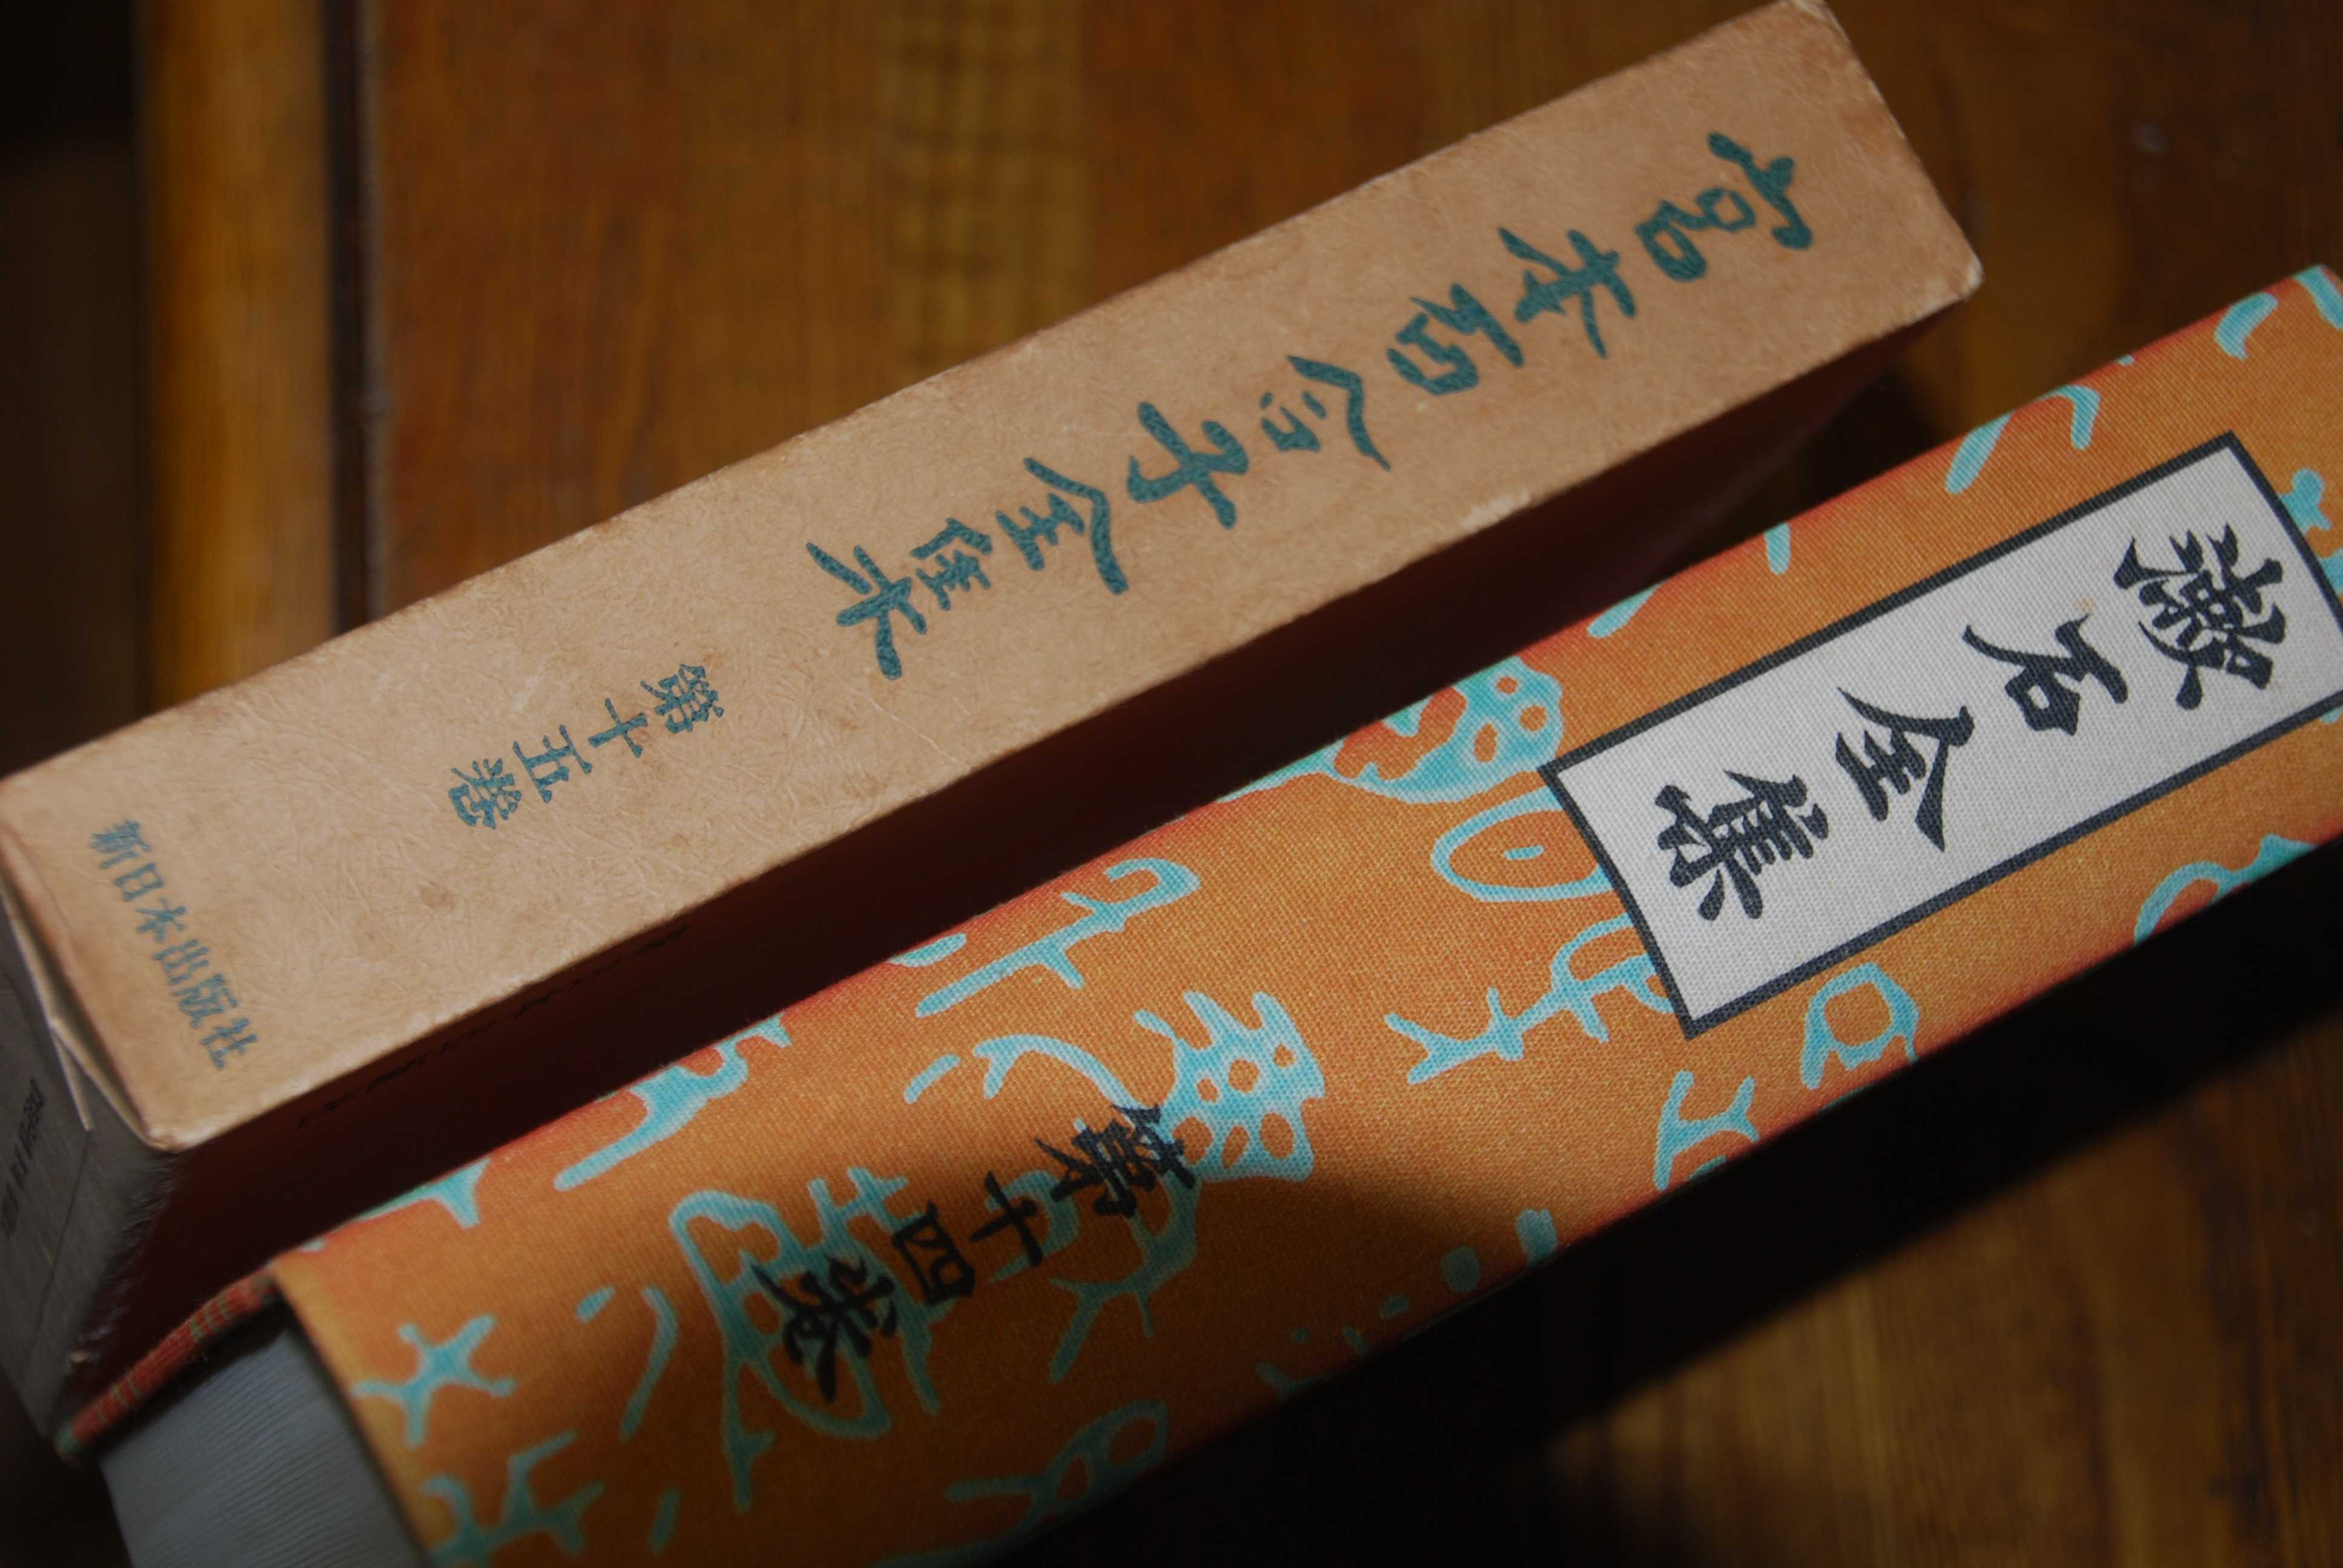 宮本百合子全集
第十五巻
新日本出版社
漱石全集
第十四巻